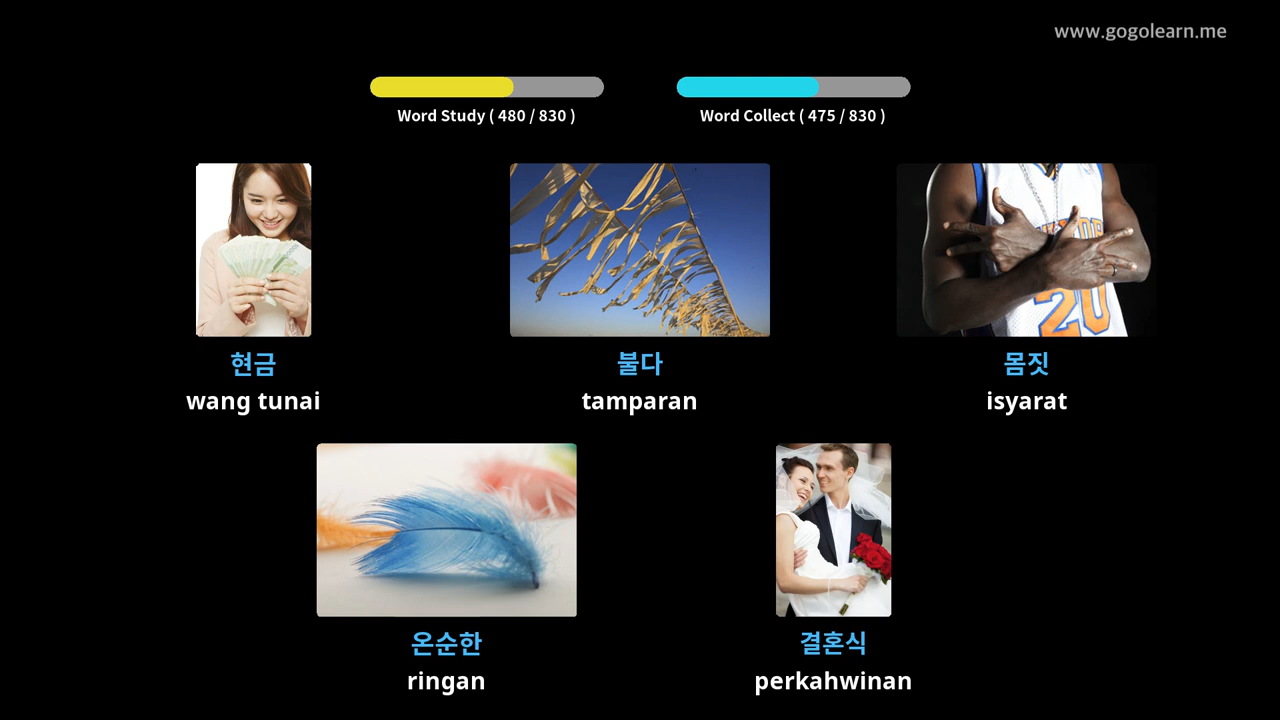 www.gogolearn.me
Word Study ( 480 / 830 )
Word Collect ( 475 / 830 )
현금
wang tunai
불다
tamparan
몸짓
isyarat
20
온순한
ringan
결혼식
perkahwinan